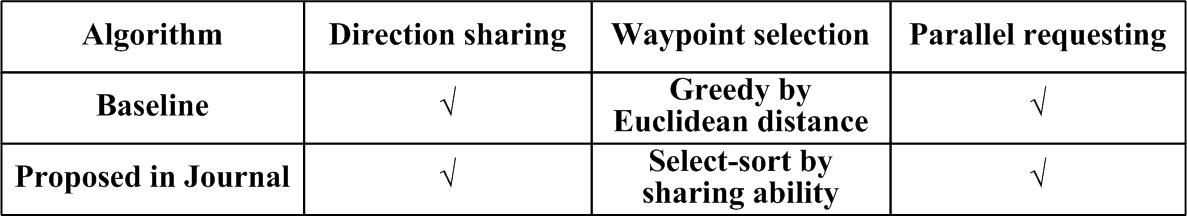 Algorithm Direction sharing Waypoint selection Parallel requesting
Baseline √ Greedy by Euclidean distance √
Proposed in Journal √ Select-sort by sharing ability √